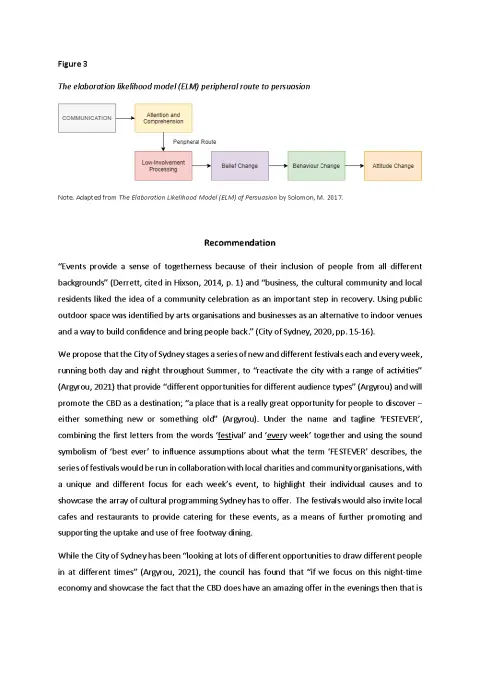 Figure 3
The elaboration likelihood model (ELM) peripheral route to persuasion
COMMUNICATION
Attention and
Comprehension
Peripheral Route
Low-Involvement
Processing
Belief Change
Behaviour Change
Attitude Change
Note. Adapted from The Elaboration Likelihood Model (ELM) of Persuasion by Solomon, M. 2017.
Recommendation
“Events provide a sense of togetherness because of their inclusion of people from all different
backgrounds” (Derrett, cited in Hixson, 2014, p. 1) and “business, the cultural community and local
residents liked the idea of a community celebration as an important step in recovery. Using public
outdoor space was identified by arts organisations and businesses as an alternative to indoor venues
and a way to build confidence and bring people back.” (City of Sydney, 2020, pp. 15-16).
We propose that the City of Sydney stages a series of new and different festivals each and every week,
running both day and night throughout Summer, to “reactivate the city with a range of activities”
(Argyrou, 2021) that provide “different opportunities for different audience types” (Argyrou) and will
promote the CBD as a destination; “a place that is a really great opportunity for people to discover –
either something new or something old” (Argyrou). Under the name and tagline ‘FESTEVER’,
combining the first letters from the words ‘festival’ and ‘every week’ together and using the sound
symbolism of ‘best ever’ to influence assumptions about what the term ‘FESTEVER’ describes, the
series of festivals would be run in collaboration with local charities and community organisations, with
a unique and different focus for each week’s event, to highlight their individual causes and to
showcase the array of cultural programming Sydney has to offer. The festivals would also invite local
cafes and restaurants to provide catering for these events, as a means of further promoting and
supporting the uptake and use of free footway dining.
While the City of Sydney has been “looking at lots of different opportunities to draw different people
in at different times” (Argyrou, 2021), the council has found that “if we focus on this night-time
economy and showcase the fact that the CBD does have an amazing offer in the evenings then that is